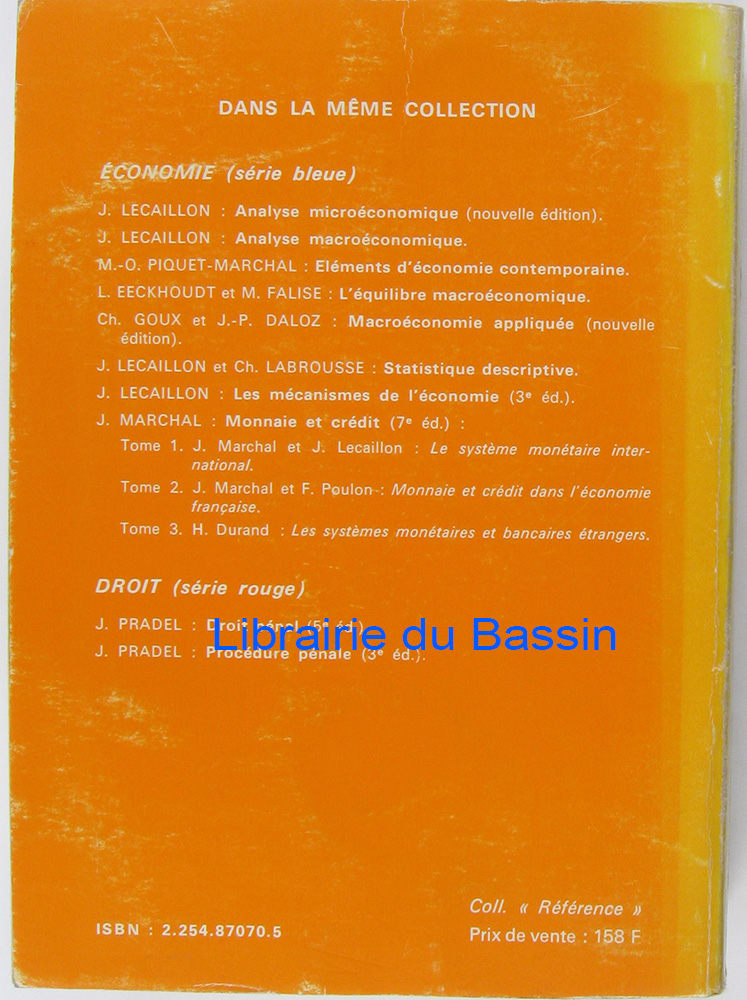 DANS LA MÊME COLLECTION
ÉCONOMIE (série bleue)
J. LECAILLON : Analyse microéconomique (nouvelle édition).
J. LECAILLON : Analyse macroéconomique.
M.-O. PIQUET-MARCHAL : Eléments d'économie contemporaine.
L. EECKHOUDT et M. FALISE : L'équilibre macroéconomique.
Ch. GOUX et J.-P. DALOZ : Macroéconomie appliquée (nouvelle
édition).
J. LECAILLON et Ch. LABROUSSE : Statistique descriptive.
J. LECAILLON : Les mécanismes de l'économie (3e éd.).
J. MARCHAL : Monnaie et crédit (7e éd.) :
Tome 1. J. Marchal et J. Lecaillon : Le système monétaire inter-
national.
Tome 2. J. Marchal et F. Poulon : Monnaie et crédit dans l'économie
française.
Tome 3. H. Durand : Les systèmes monétaires et bancaires étrangers.
DROIT (série rouge)
J. PRADEL : Droit pénal (5e éd.)
Librairie du Bassin
J. PRADEL : Procédure pénale (3e éd.).
Coll. « Référence »
ISBN : 2.254.87070.5
Prix de vente : 158 F